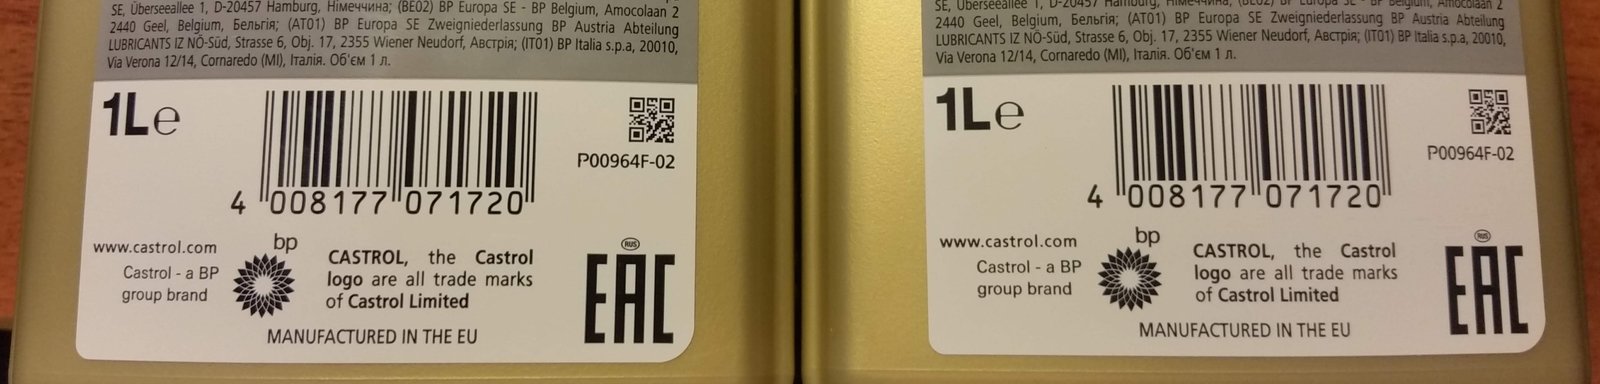 SE, Überseeallee 1, D-20457 Hamburg, Німеччина; (BE02) BP Europa SE - BP Belgium, Amocolaan 2
2440 Geel, Belgium, Бельгія; (AT01) BP Europa SE Zweigniederlassung BP Austria Abteilung
LUBRICANTS IZ NÖ-Süd, Strasse 6, Obj. 17, 2355 Wiener Neudorf, Австрія; (IT01) BP Italia s.p.a, 20010,
Via Verona 12/14, Cornaredo (MI), Італія. Об'єм 1 л.
1L e
P00964F-02
4 008177 071720
www.castrol.com
Castrol - a BP
group brand
bp
CASTROL, the Castrol
logo are all trade marks
of Castrol Limited
RUS
EAC
MANUFACTURED IN THE EU
SE, Überseeallee 1, D-20457 Hamburg, Німеччина; (BE02) BP Europa SE - BP Belgium, Amocolaan 2
2440 Geel, Belgium, Бельгія; (AT01) BP Europa SE Zweigniederlassung BP Austria Abteilung
LUBRICANTS IZ NÖ-Süd, Strasse 6, Obj. 17, 2355 Wiener Neudorf, Австрія; (IT01) BP Italia s.p.a, 20010,
Via Verona 12/14, Cornaredo (MI), Італія. Об'єм 1 л.
1L e
P00964F-02
4 008177 071720
www.castrol.com
Castrol - a BP
group brand
bp
CASTROL, the Castrol
logo are all trade marks
of Castrol Limited
RUS
EAC
MANUFACTURED IN THE EU